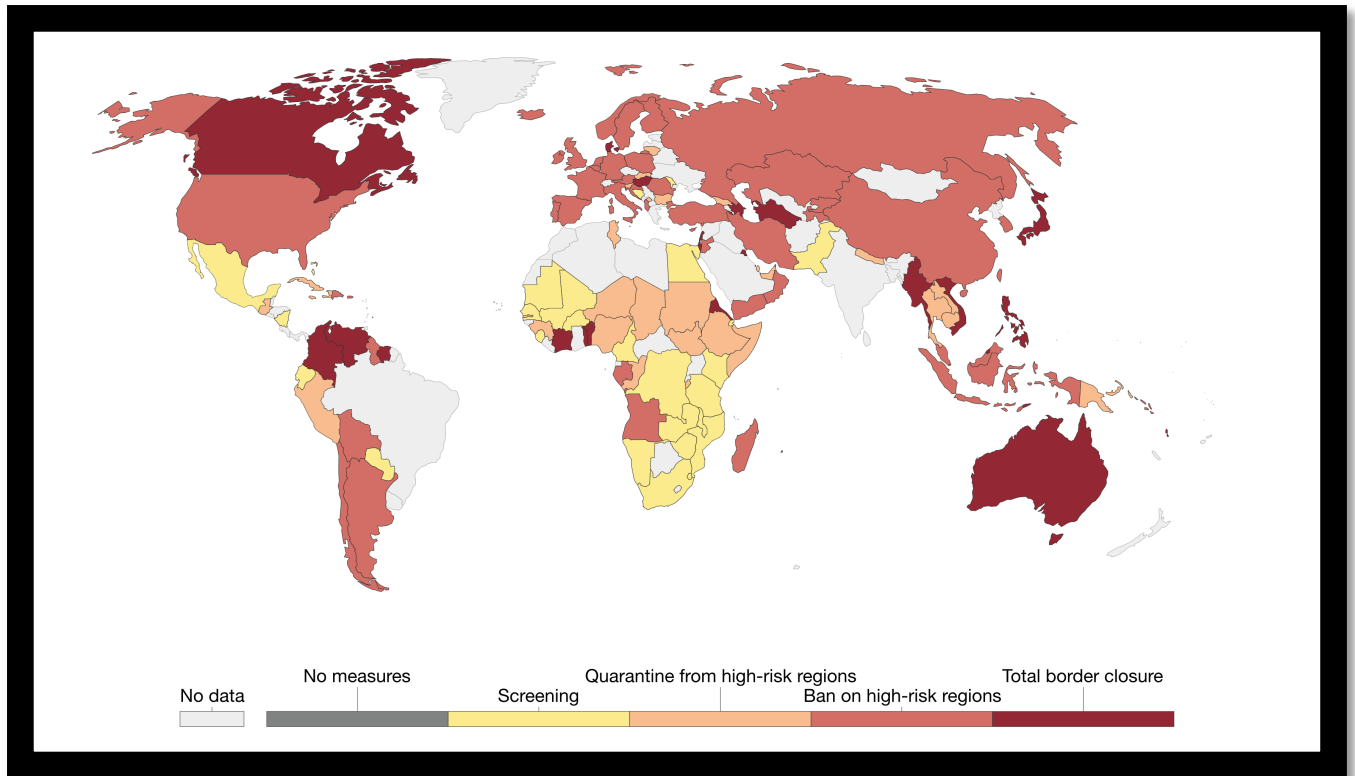 No measures
Quarantine from high-risk regions
Total border closure
No data
Screening
Ban on high-risk regions